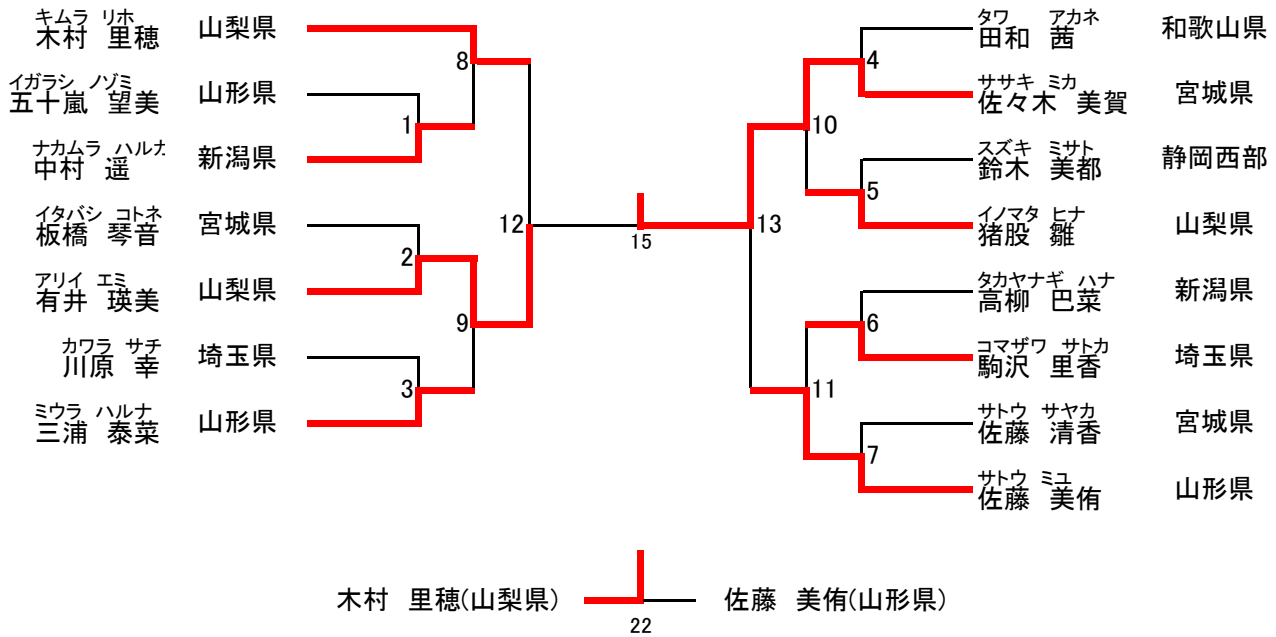 キムラ リホ
木村 里穂 山梨県
イガラシ ノゾミ
五十嵐 望美 山形県
ナカムラ ハルカ
中村 遥 新潟県
イタバシ コトネ
板橋 琴音 宮城県
アリイ エミ
有井 瑛美 山梨県
カワラ サチ
川原 幸 埼玉県
ミウラ ハルナ
三浦 泰菜 山形県
8
1
2
9
3
12
15
13
4
10
5
6
11
7
タワ アカネ
田和 茜 和歌山県
ササキ ミカ
佐々木 美賀 宮城県
スズキ ミサト
鈴木 美都 静岡西部
イノマタ ヒナ
猪股 雛 山梨県
タカヤナギ ハナ
高柳 巴菜 新潟県
コマザワ サトカ
駒沢 里香 埼玉県
サトウ サヤカ
佐藤 清香 宮城県
サトウ ミユ
佐藤 美侑 山形県
木村 里穂(山梨県) 佐藤 美侑(山形県)
22